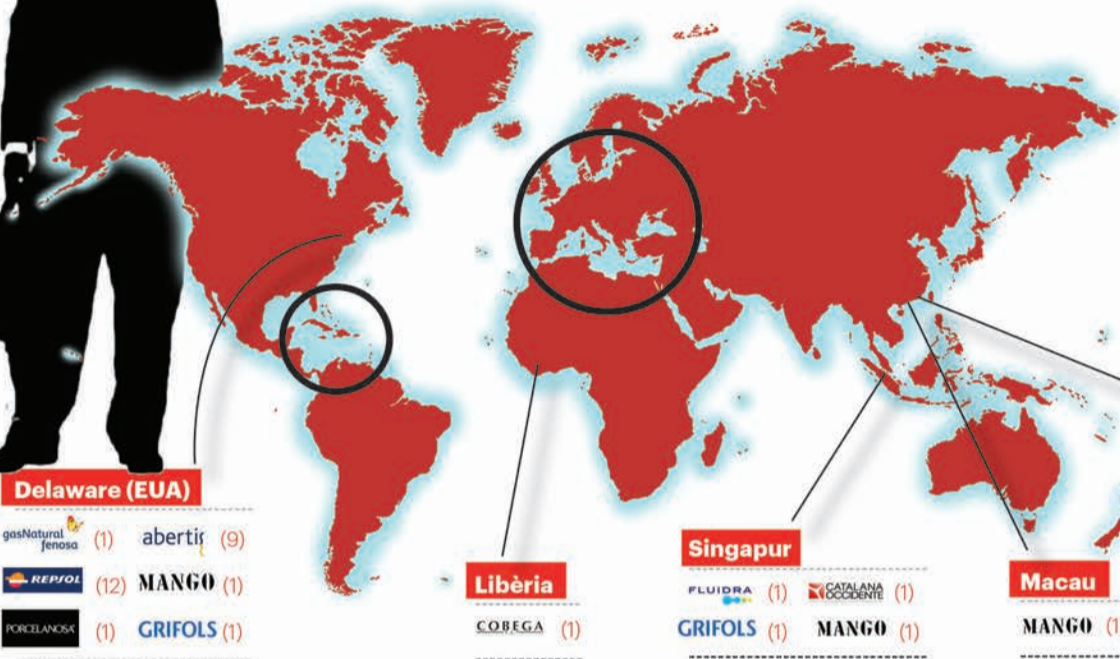 Delaware (EUA)
gasNatural fenosa (1) abertis (9)
REPSOL (12) MANGO (1)
PORCELANOSA (1) GRIFOLS (1)
Libèria
COBEGA (1)
Singapur
FLUIDRA (1) CATALANA OCCIDENTE (1)
GRIFOLS (1) MANGO (1)
Macau
MANGO (1